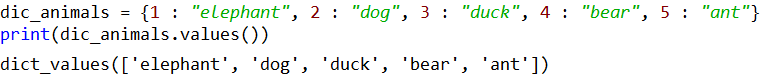 dic_animals = {1 : "elephant", 2 : "dog", 3 : "duck", 4 : "bear", 5 : "ant"}
print(dic_animals.values())
dict_values(['elephant', 'dog', 'duck', 'bear', 'ant'])